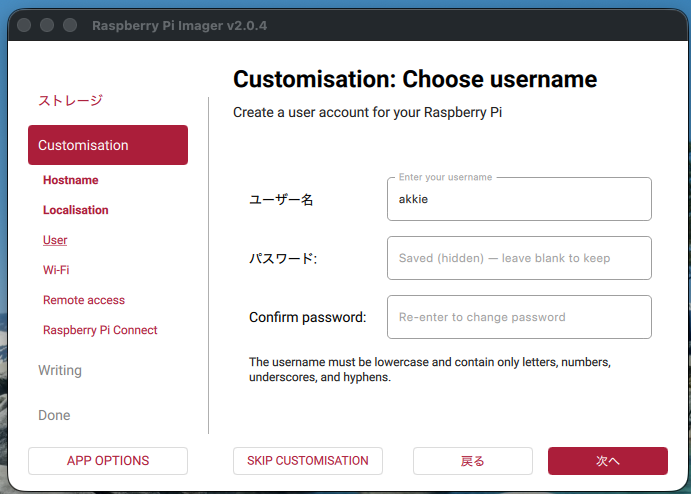 Raspberry Pi Imager v2.0.4
ストレージ
Customisation
Hostname
Localisation
User
Wi-Fi
Remote access
Raspberry Pi Connect
Writing
Done
APP OPTIONS
Customisation: Choose username
Create a user account for your Raspberry Pi
Enter your username
ユーザー名
akkie
パスワード:
Saved (hidden) — leave blank to keep
Confirm password:
Re-enter to change password
The username must be lowercase and contain only letters, numbers,
underscores, and hyphens.
SKIP CUSTOMISATION
戻る
次へ